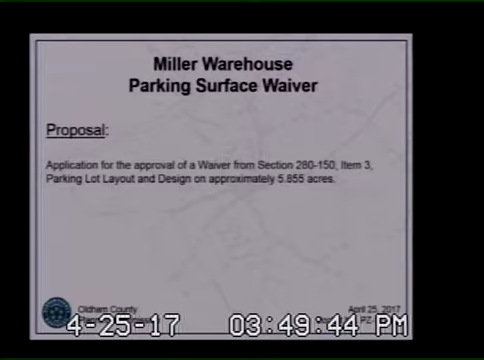 Miller Warehouse
Parking Surface Waiver
Proposal:
Application for the approval of a Waiver from Section 280-150, Item 3,
Parking Lot Layout and Design on approximately 5.855 acres.
Oldham County
April 25, 2017
4-25-17 03:49:44 PM